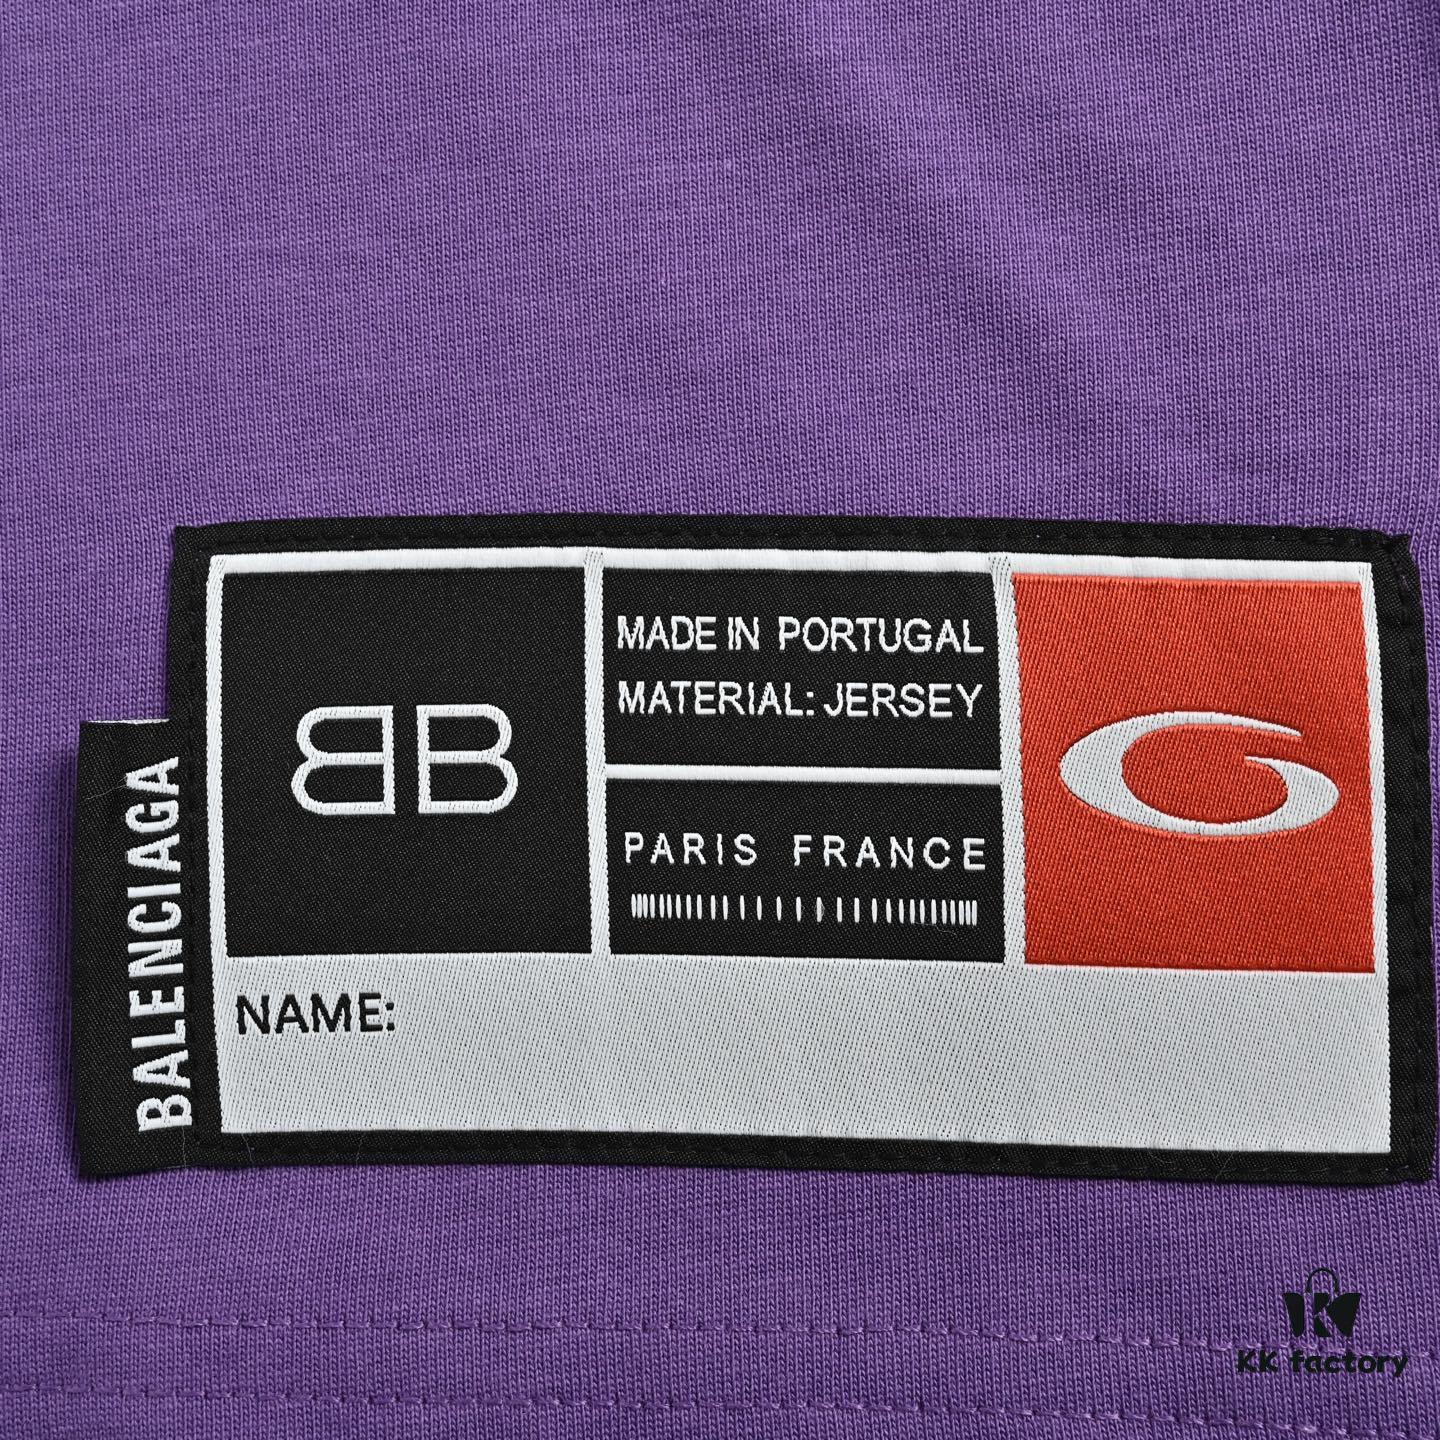 BB
MADE IN PORTUGAL
MATERIAL: JERSEY
PARIS FRANCE
G
NAME:
BALENCIAGA
KK factory